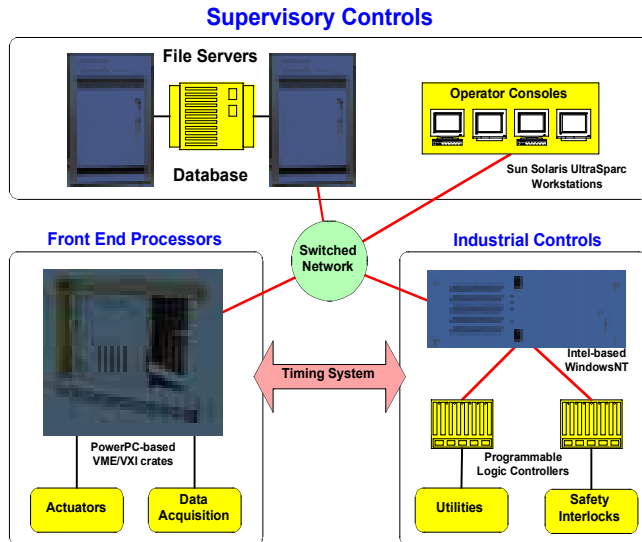 Supervisory Controls
File Servers
Database
Operator Consoles
Sun Solaris UltraSparc
Workstations
Switched
Network
Front End Processors
PowerPC-based
VME/VXI crates
Actuators
Data
Acquisition
Timing System
Industrial Controls
Intel-based
WindowsNT
Programmable
Logic Controllers
Utilities
Safety
Interlocks